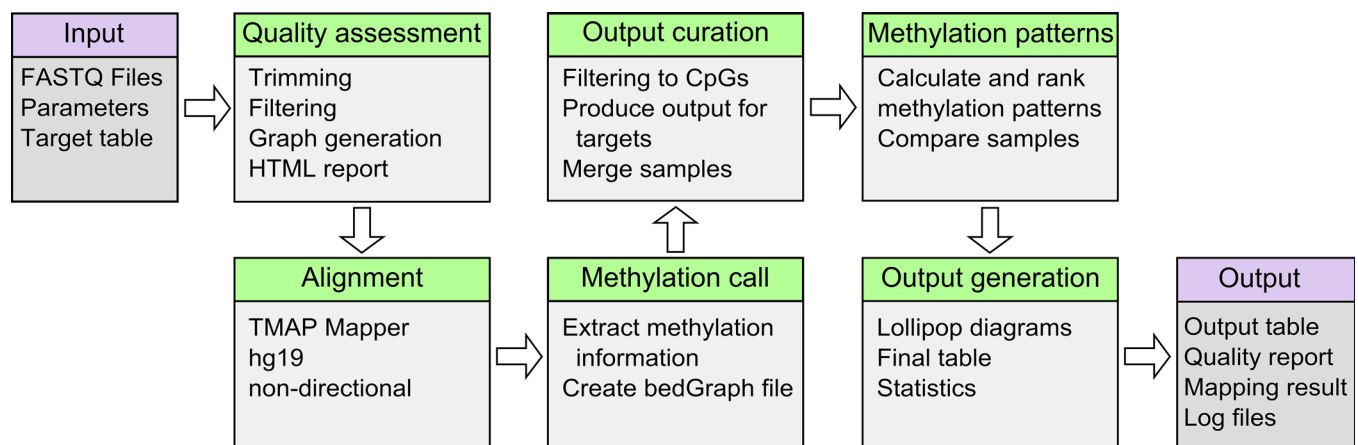 Input
FASTQ Files
Parameters
Target table
Quality assessment
Trimming
Filtering
Graph generation
HTML report
Alignment
TMAP Mapper
hg19
non-directional
Methylation call
Extract methylation
information
Create bedGraph file
Output curation
Filtering to CpGs
Produce output for
targets
Merge samples
Methylation patterns
Calculate and rank
methylation patterns
Compare samples
Output generation
Lollipop diagrams
Final table
Statistics
Output
Output table
Quality report
Mapping result
Log files